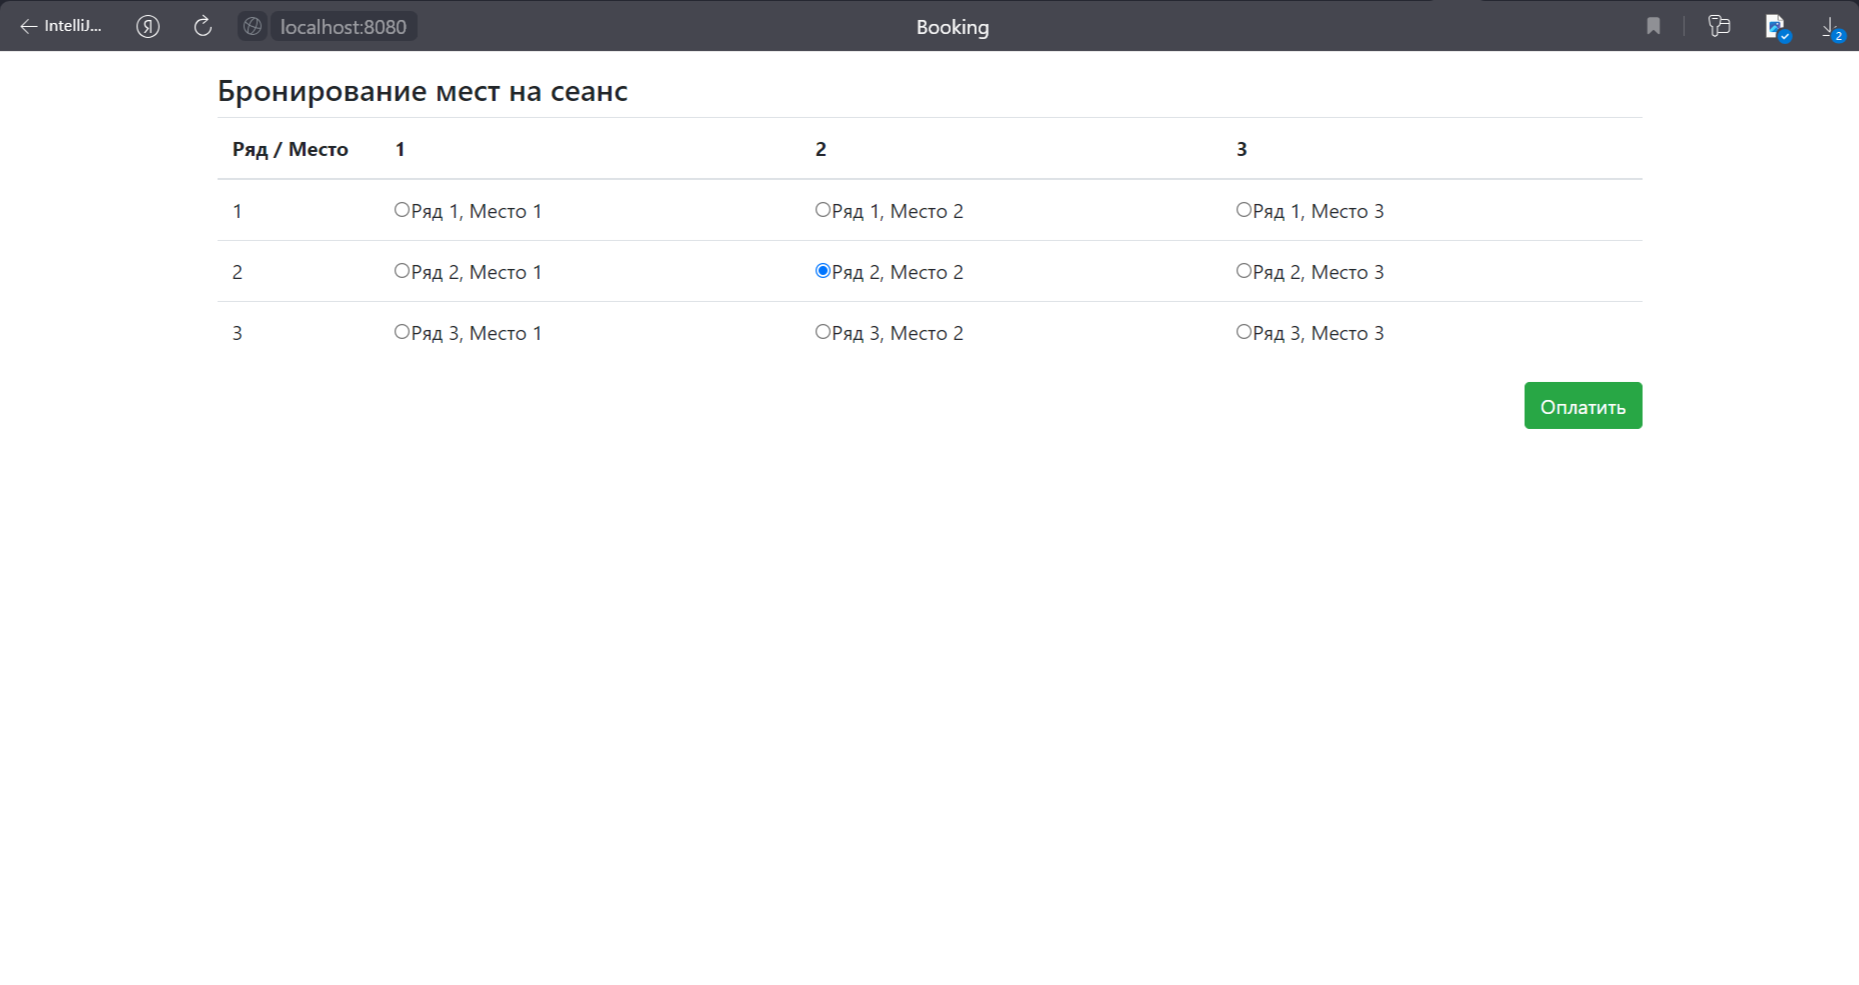 IntelliJ... localhost:8080 Booking 2
Бронирование мест на сеанс
Ряд / Место 1 2 3
1 Ряд 1, Место 1 Ряд 1, Место 2 Ряд 1, Место 3
2 Ряд 2, Место 1 Ряд 2, Место 2 Ряд 2, Место 3
3 Ряд 3, Место 1 Ряд 3, Место 2 Ряд 3, Место 3
Оплатить